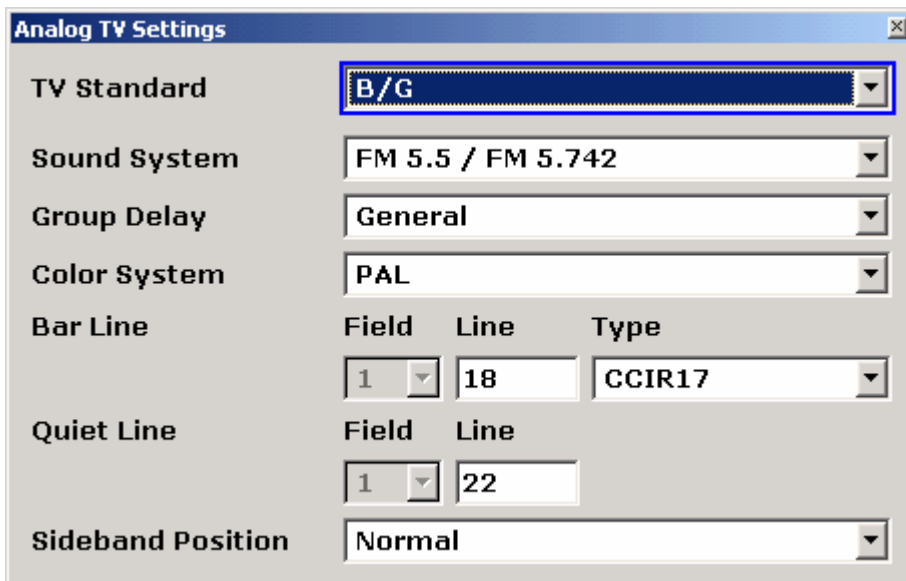 Analog TV Settings
TV Standard B/G
Sound System FM 5.5 / FM 5.742
Group Delay General
Color System PAL
Bar Line Field Line Type
1 18 CCIR17
Quiet Line Field Line
1 22
Sideband Position Normal